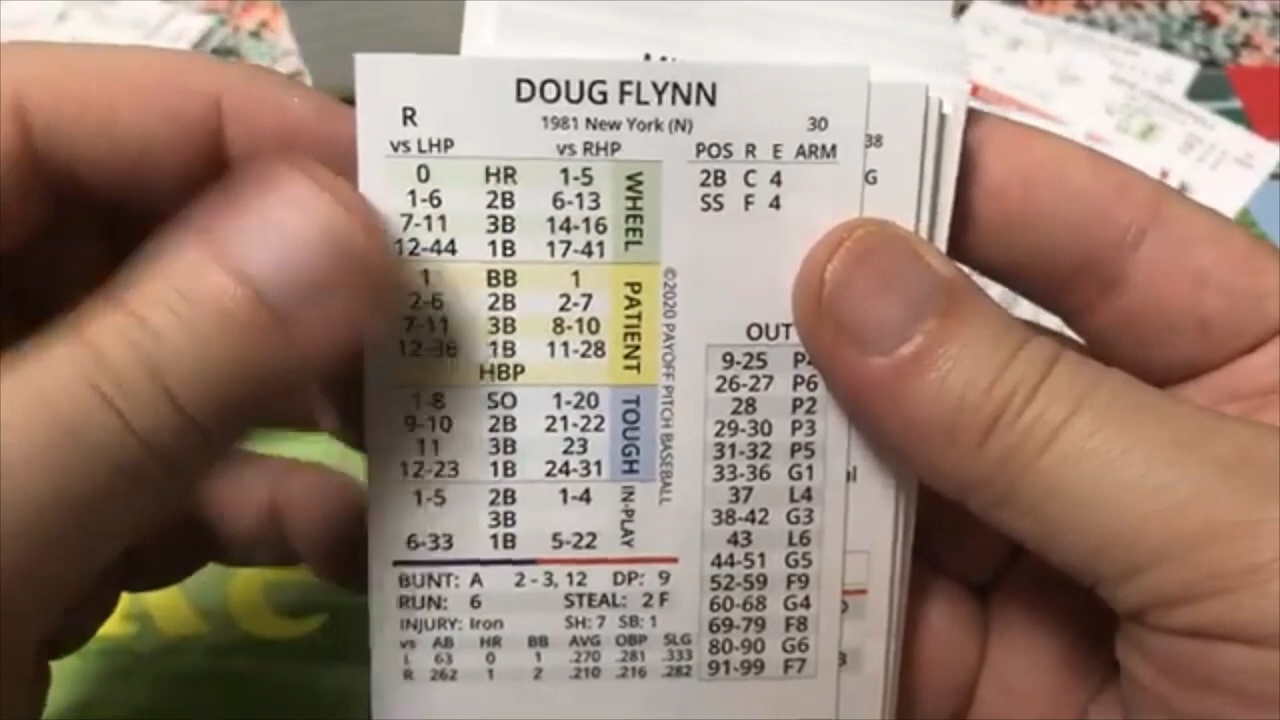 DOUG FLYNN
R 1981 New York (N) 30
vs LHP vs RHP
0 HR 1-5
1-6 2B 6-13
7-11 3B 14-16
12-44 1B 17-41
WHEEL
1 BB 1
2-6 2B 2-7
7-11 3B 8-10
12-36 1B 11-28
HBP
PATIENT
1-8 SO 1-20
9-10 2B 21-22
11 3B 23
12-23 1B 24-31
TOUGH
1-5 2B 1-4
3B
6-33 1B 5-22
IN-PLAY
©2020 PAYOFF PITCH BASEBALL
BUNT: A 2 - 3, 12 DP: 9
RUN: 6 STEAL: 2 F
INJURY: Iron SH: 7 SB: 1
vs AB HR BB AVG OBP SLG
L 63 0 1 .270 .281 .333
R 262 1 2 .210 .216 .282
POS R E ARM
2B C 4
SS F 4
OUT
9-25 P4
26-27 P6
28 P2
29-30 P3
31-32 P5
33-36 G1
37 L4
38-42 G3
43 L6
44-51 G5
52-59 F9
60-68 G4
69-79 F8
80-90 G6
91-99 F7
38
G